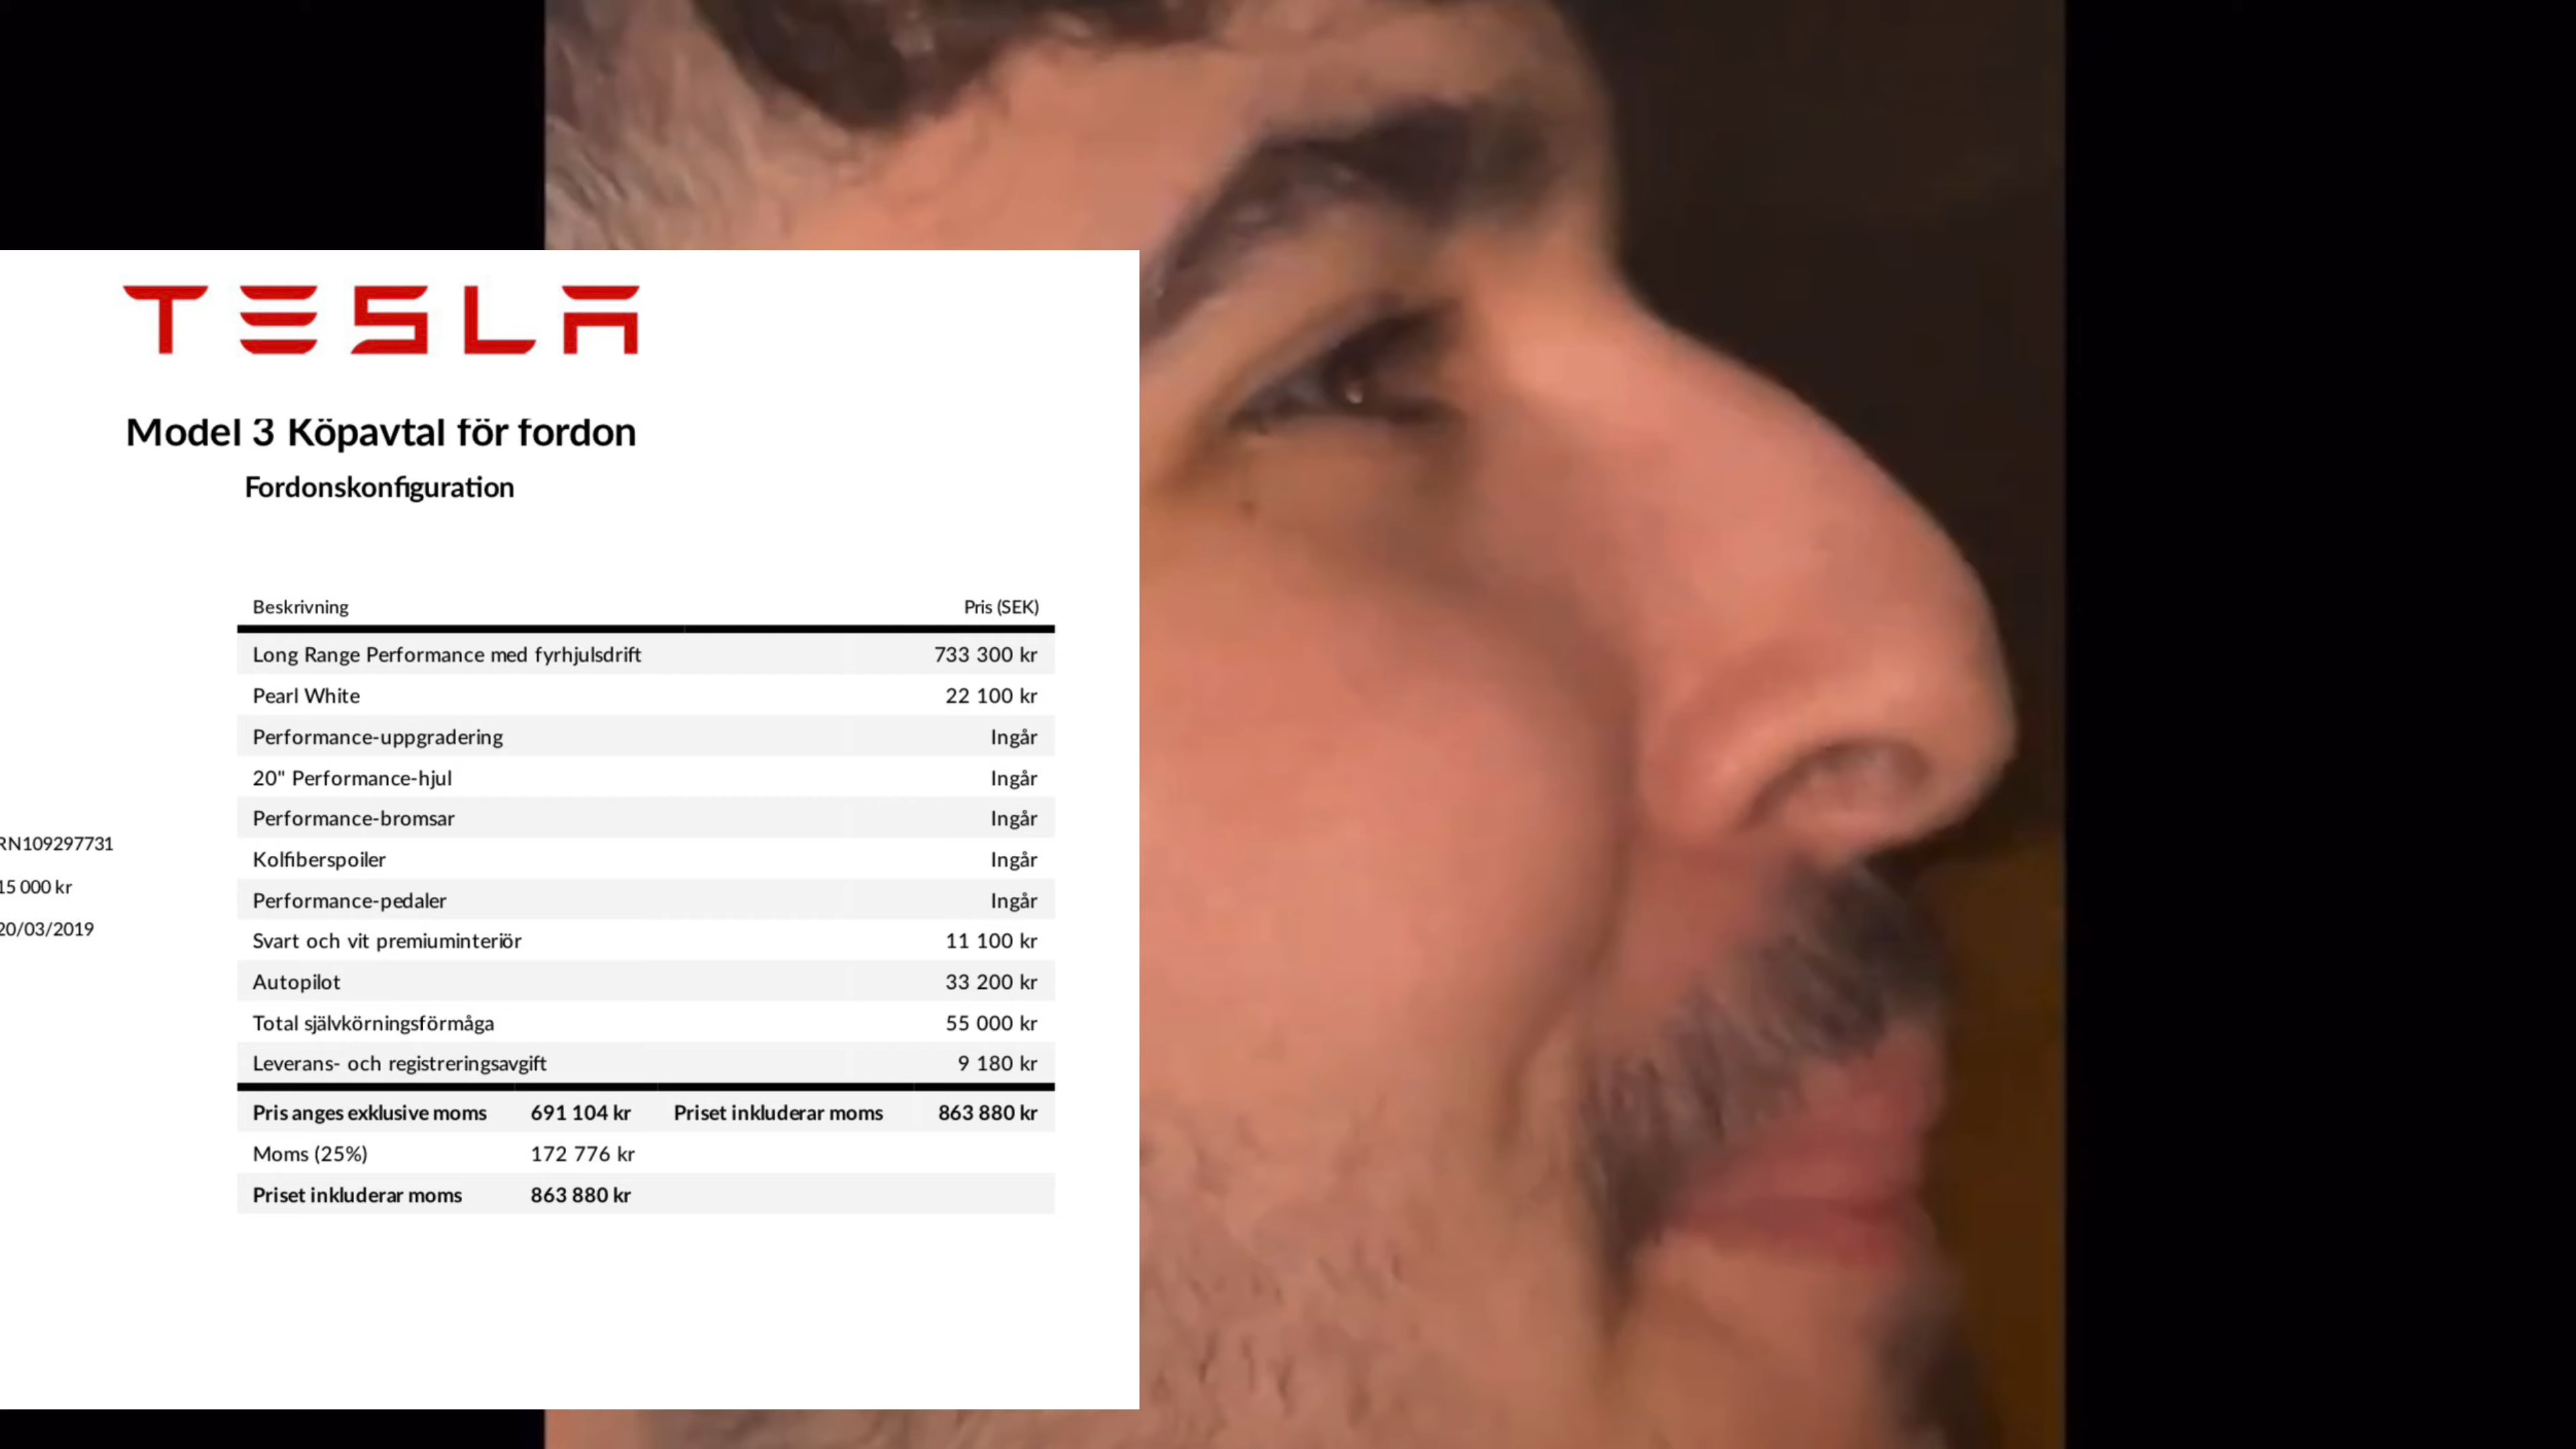 TESLA
Model 3 Köpavtal för fordon
Fordonskonfiguration
Beskrivning Pris (SEK)
Long Range Performance med fyrhjulsdrift 733 300 kr
Pearl White 22 100 kr
Performance-uppgradering Ingår
20" Performance-hjul Ingår
Performance-bromsar Ingår
Kolfiberspoiler Ingår
Performance-pedaler Ingår
Svart och vit premiuminteriör 11 100 kr
Autopilot 33 200 kr
Total självkörningsförmåga 55 000 kr
Leverans- och registreringsavgift 9 180 kr
Pris anges exklusive moms 691 104 kr Priset inkluderar moms 863 880 kr
Moms (25%) 172 776 kr
Priset inkluderar moms 863 880 kr
RN109297731
15 000 kr
20/03/2019